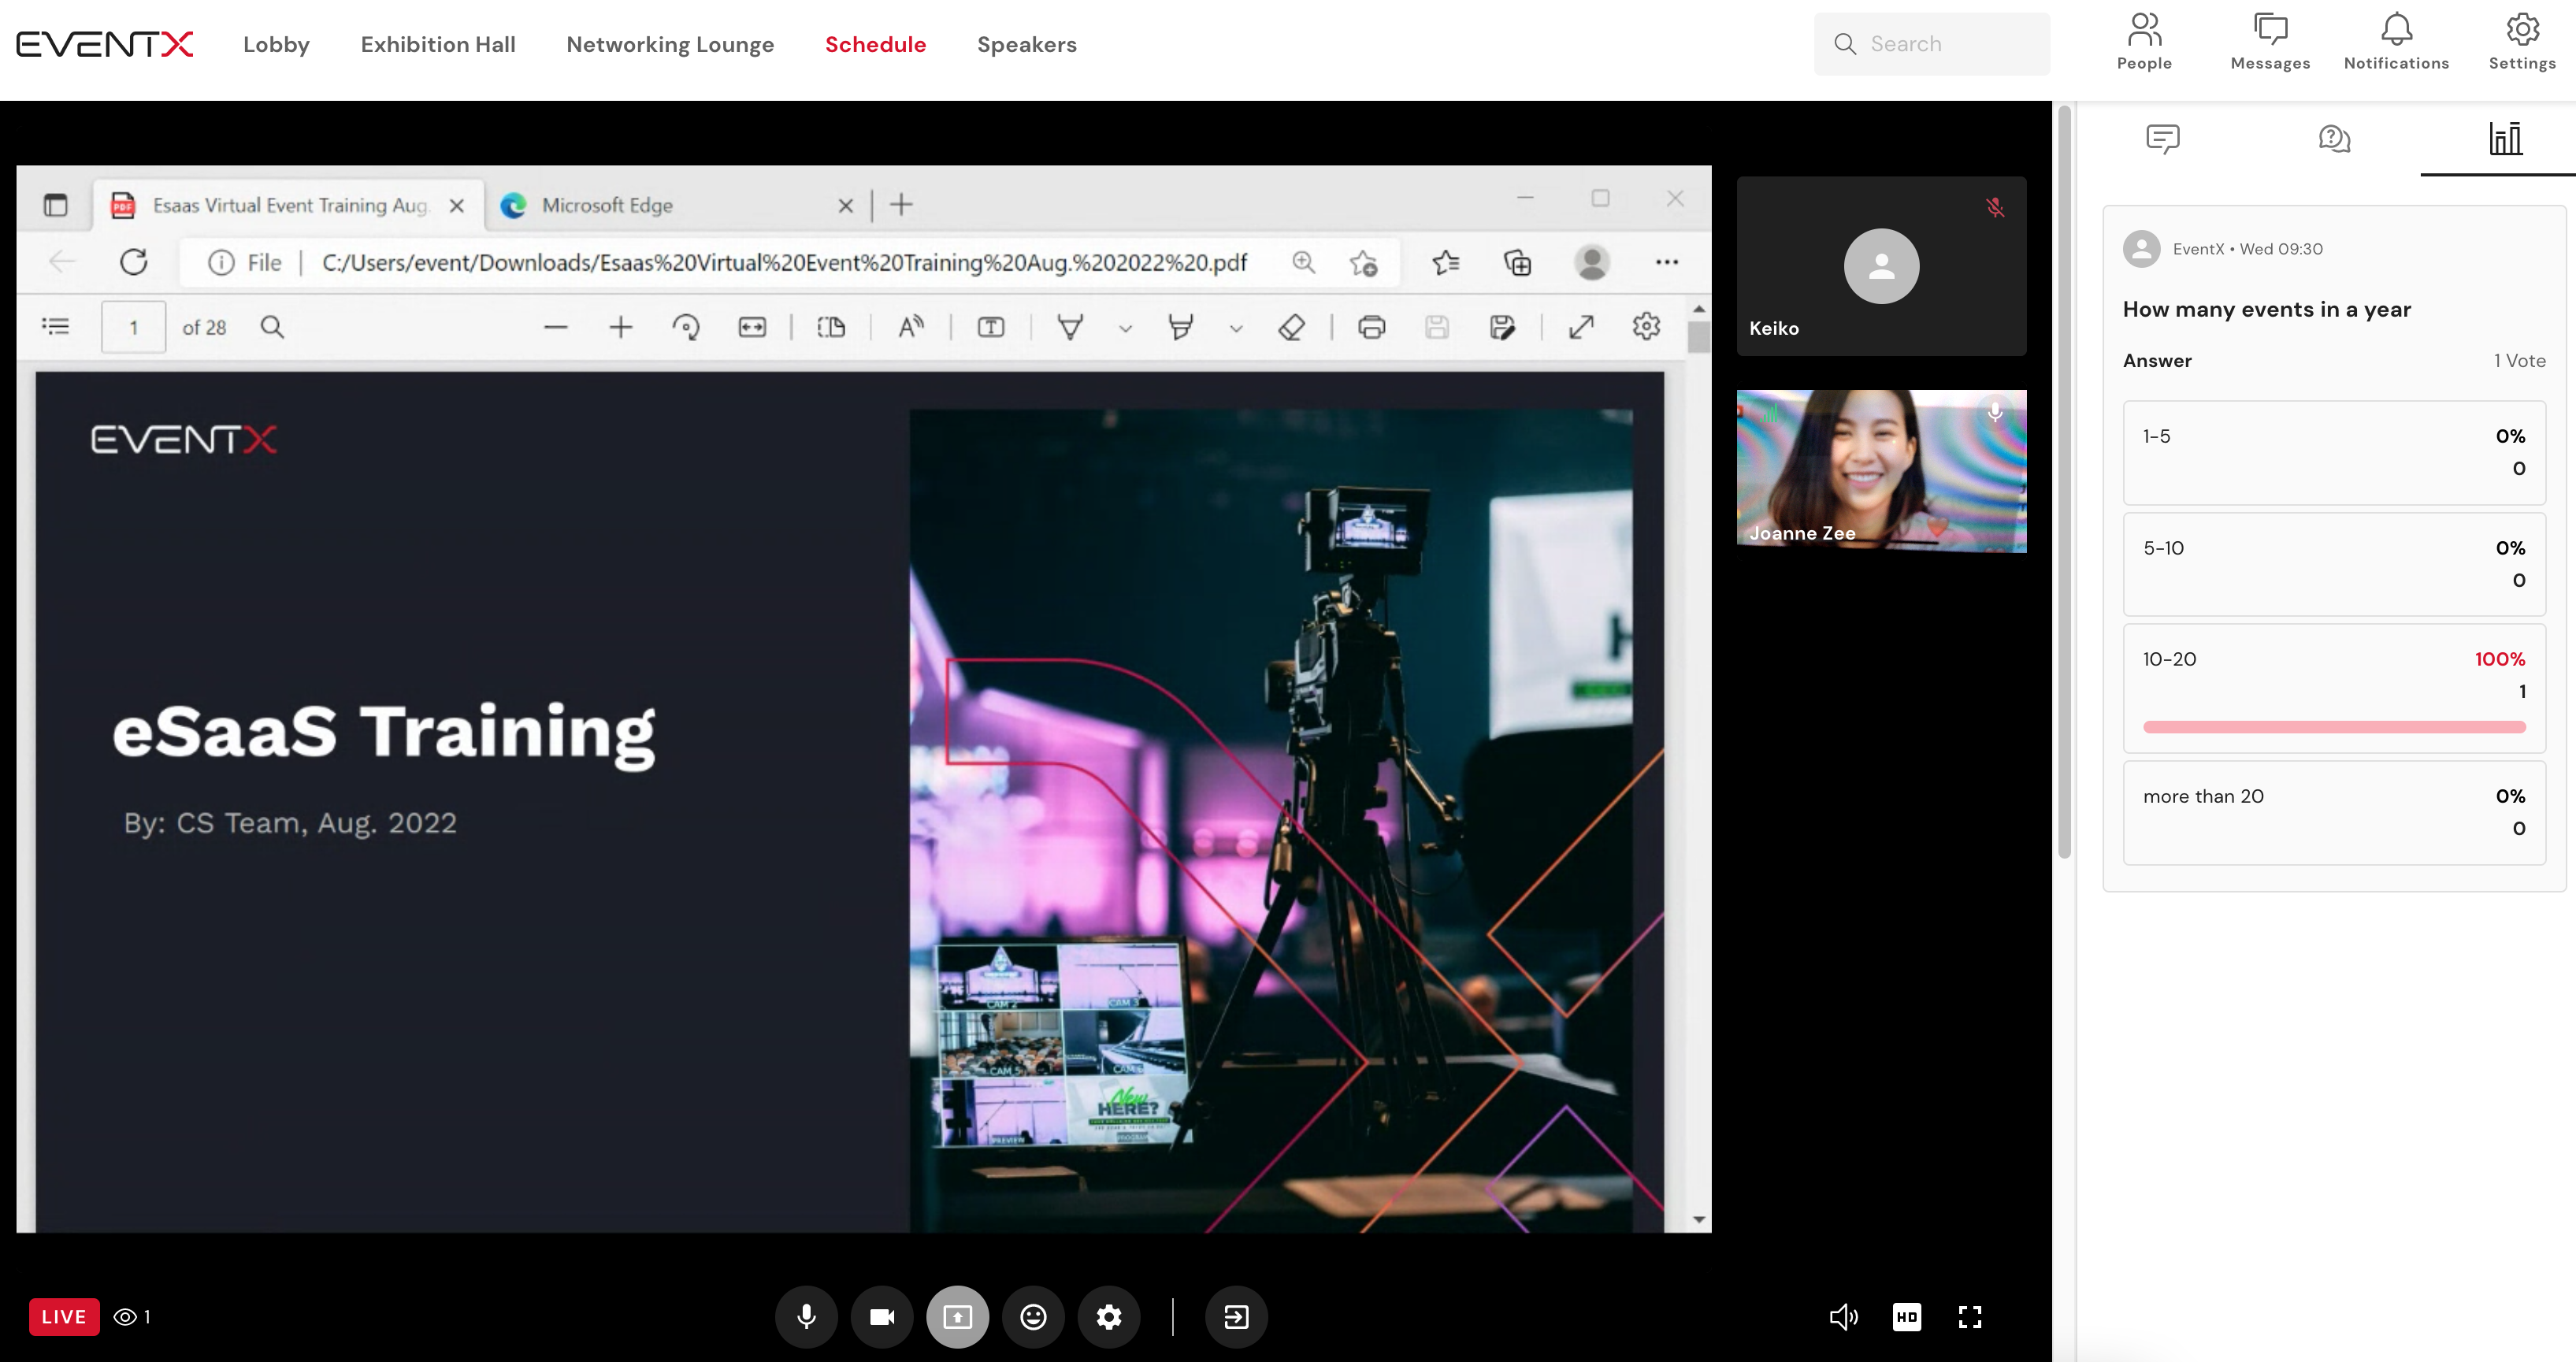 EVENTX
Lobby
Exhibition Hall
Networking Lounge
Schedule
Speakers
Search
People
Messages
Notifications
Settings
Esaas Virtual Event Training Aug.
Microsoft Edge
File
C:/Users/event/Downloads/Esaas%20Virtual%20Event%20Training%20Aug.%202022%20.pdf
1
of 28
EVENTX
eSaaS Training
By: CS Team, Aug. 2022
CAM 2
CAM 3
CAM 5
PREVIEW
New
HERE?
PROGRAM
Keiko
Joanne Zee
EventX • Wed 09:30
How many events in a year
Answer
1 Vote
1-5
0%
0
5-10
0%
0
10-20
100%
1
more than 20
0%
0
LIVE
1
HD